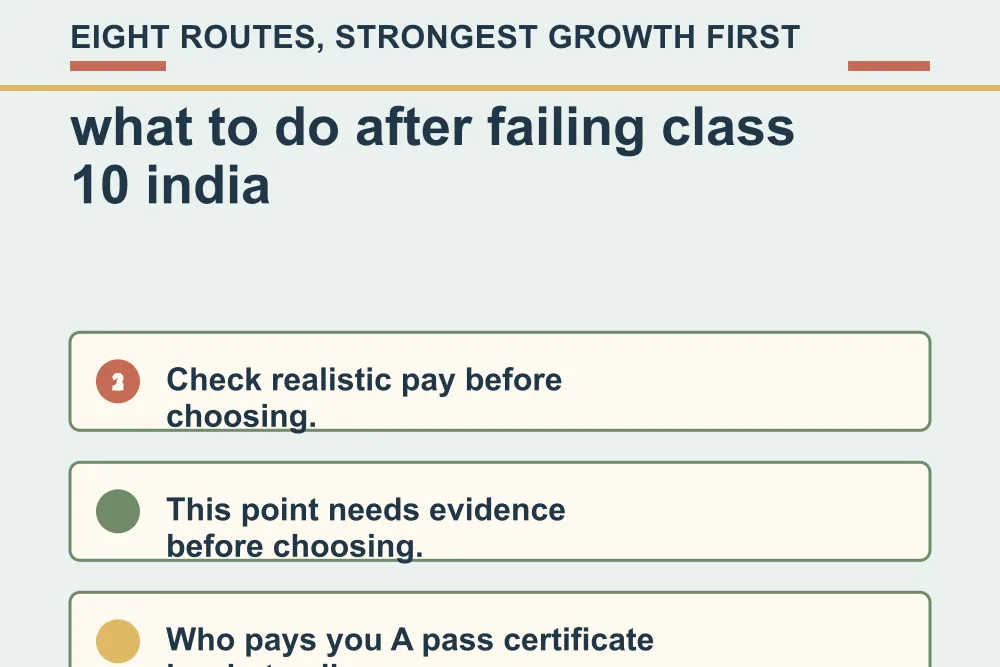 EIGHT ROUTES, STRONGEST GROWTH FIRST
what to do after failing class
10 india
Check realistic pay before
choosing.
This point needs evidence
before choosing.
Who pays you A pass certificate